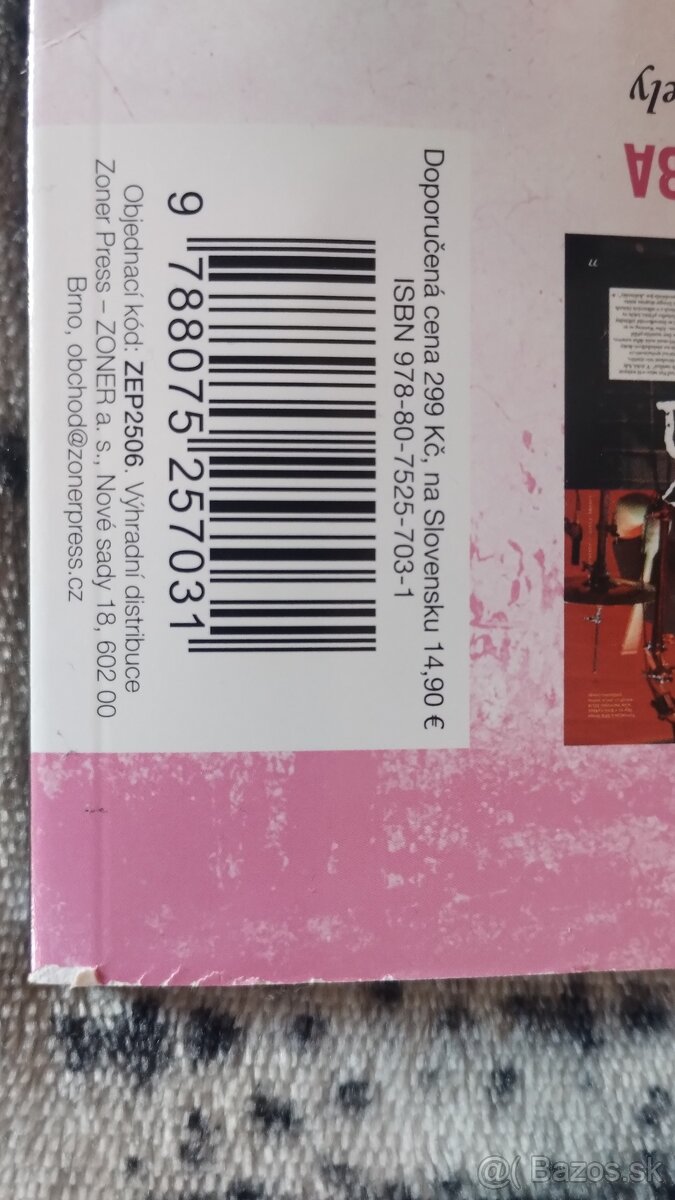 Doporučená cena 299 Kč, na Slovensku 14,90 €
ISBN 978-80-7525-703-1
9 788075 257031
Objednací kód: ZEP2506. Výhradní distribuce
Zoner Press – ZONER a. s., Nové sady 18, 602 00
Brno, obchod@zonerpress.cz
@( Bazos.sk